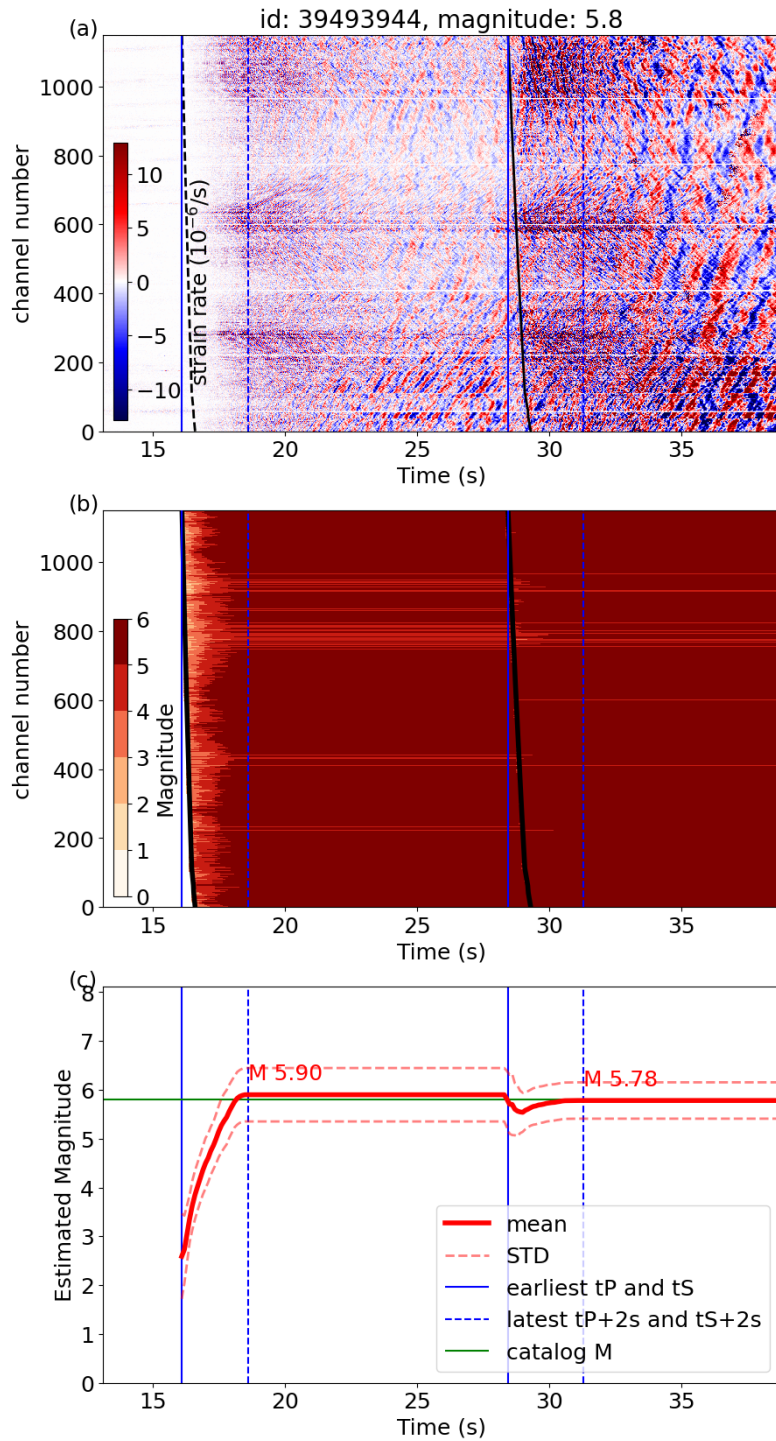 id: 39493944, magnitude: 5.8
(a)
1000
800
600
400
200
0
channel number
10
5
0
−5
−10
strain rate (10⁻⁶/s)
15
20
25
30
35
Time (s)
(b)
1000
800
600
400
200
0
channel number
6
5
4
3
2
1
0
Magnitude
15
20
25
30
35
Time (s)
(c)
8
7
6
5
4
3
2
1
0
Estimated Magnitude
M 5.90
M 5.78
mean
STD
earliest tP and tS
latest tP+2s and tS+2s
catalog M
15
20
25
30
35
Time (s)